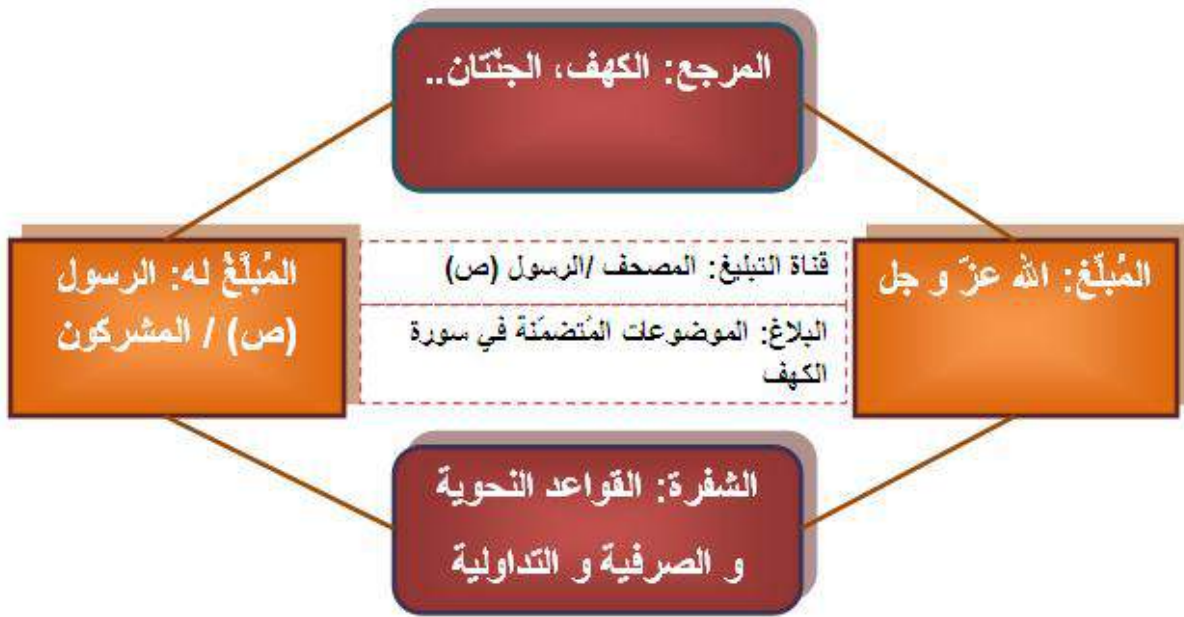 المرجع: الكهف، الجنّتان..
المُبلِّغ: الله عزّ و جل
قناة التبليغ: المصحف /الرسول (ص)
البلاغ: الموضوعات المُتضمّنة في سورة
الكهف
المُبلَّغُ له: الرسول
(ص) / المشركون
الشفرة: القواعد النحوية
و الصرفية و التداولية